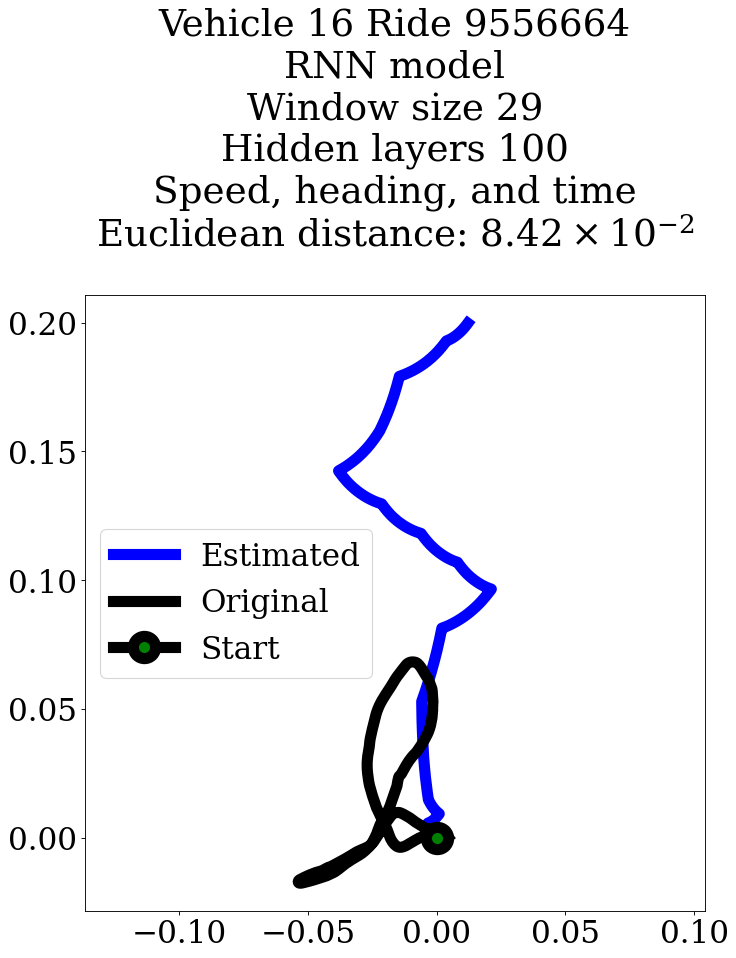 Vehicle 16 Ride 9556664
RNN model
Window size 29
Hidden layers 100
Speed, heading, and time
Euclidean distance: 8.42 × 10⁻²
0.20
0.15
0.10
0.05
0.00
Estimated
Original
Start
−0.10 −0.05 0.00 0.05 0.10